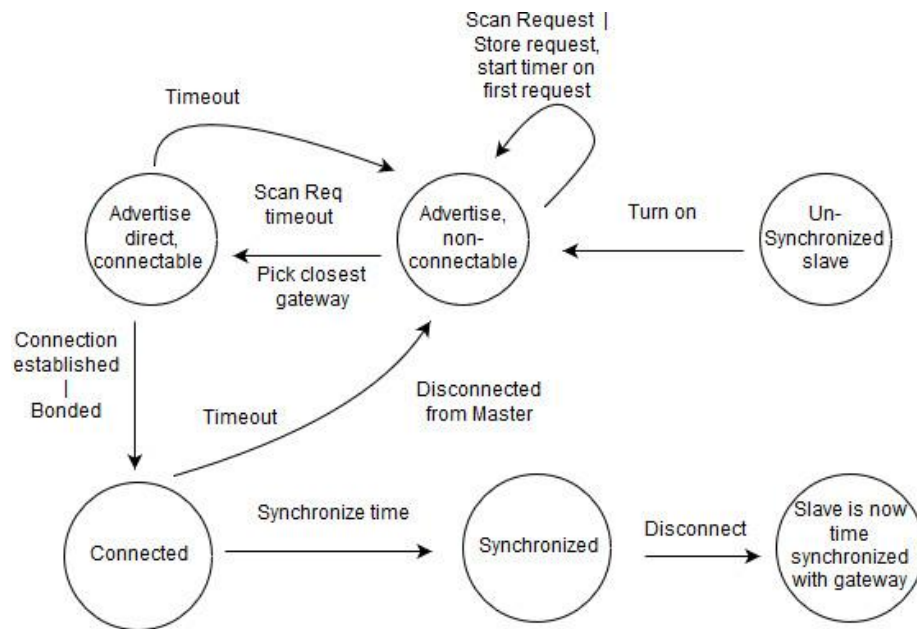 Scan Request |
Store request,
start timer on
first request
Timeout
Advertise
direct,
connectable
Scan Req
timeout
Pick closest
gateway
Advertise,
non-
connectable
Turn on
Un-
Synchronized
slave
Connection
established
|
Bonded
Timeout
Disconnected
from Master
Connected
Synchronize time
Synchronized
Disconnect
Slave is now
time
synchronized
with gateway